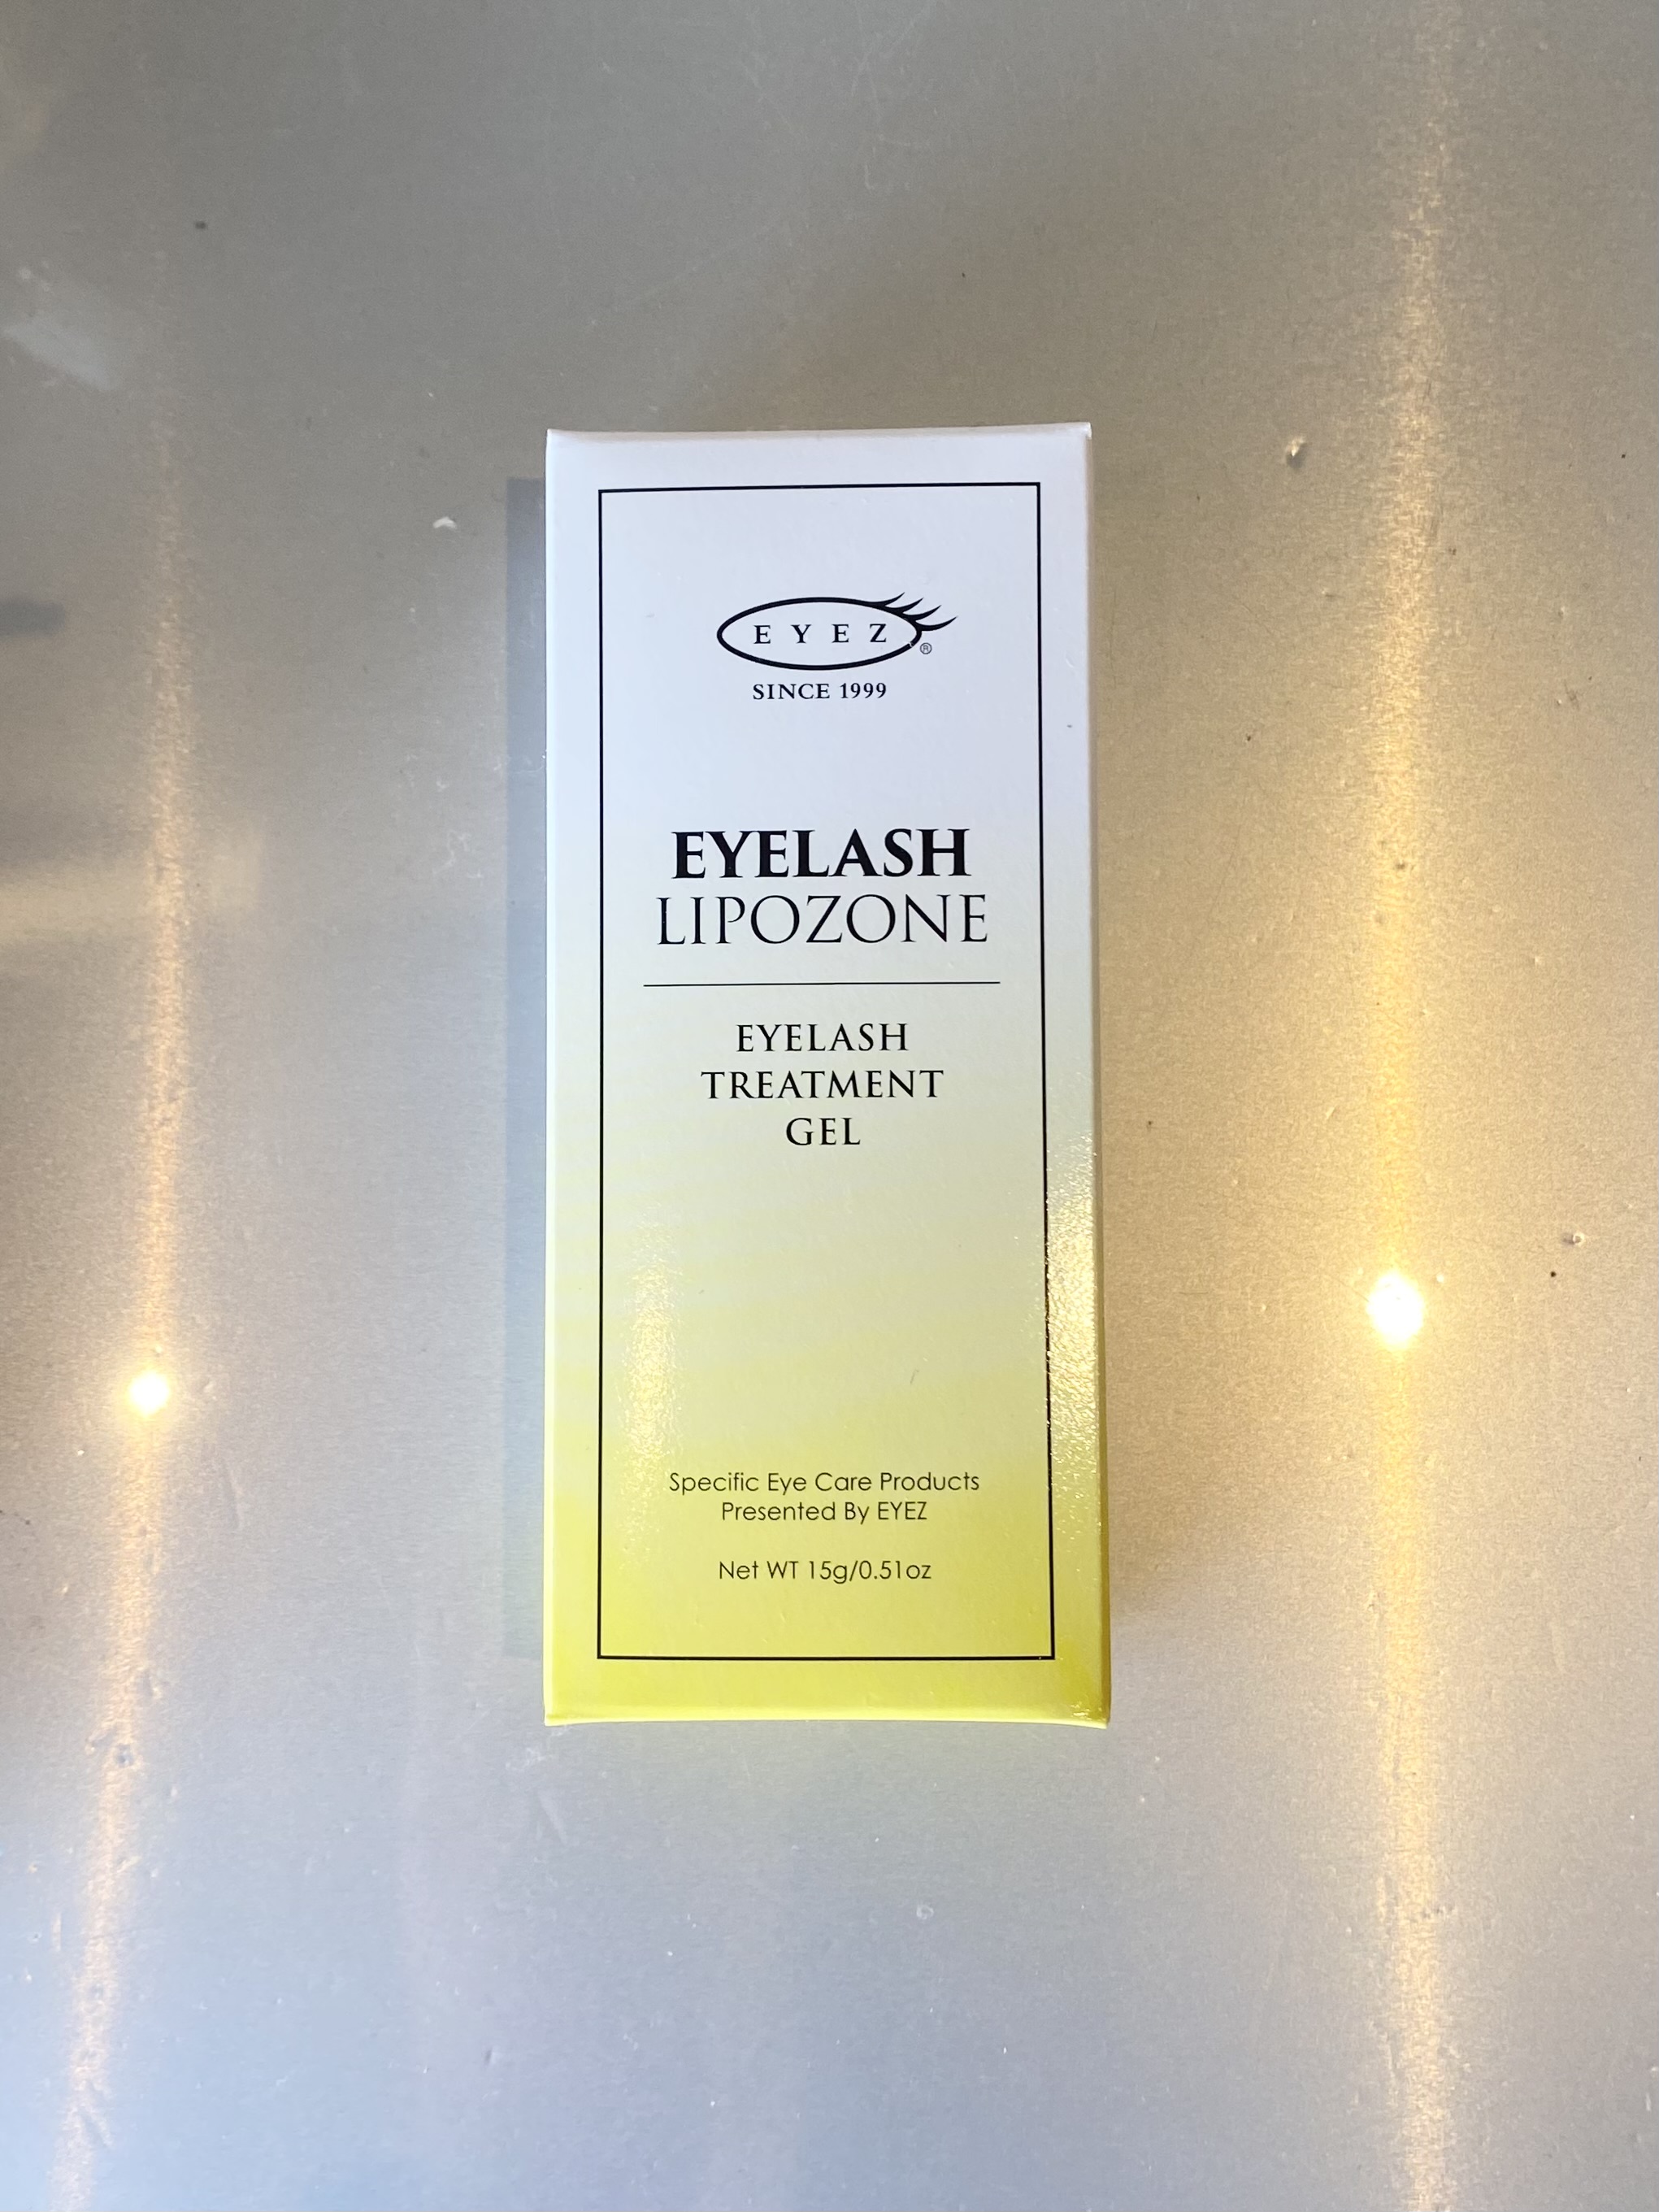 EYEZ®
SINCE 1999
EYELASH
LIPOZONE
EYELASH
TREATMENT
GEL
Specific Eye Care Products
Presented By EYEZ
Net WT 15g/0.51oz